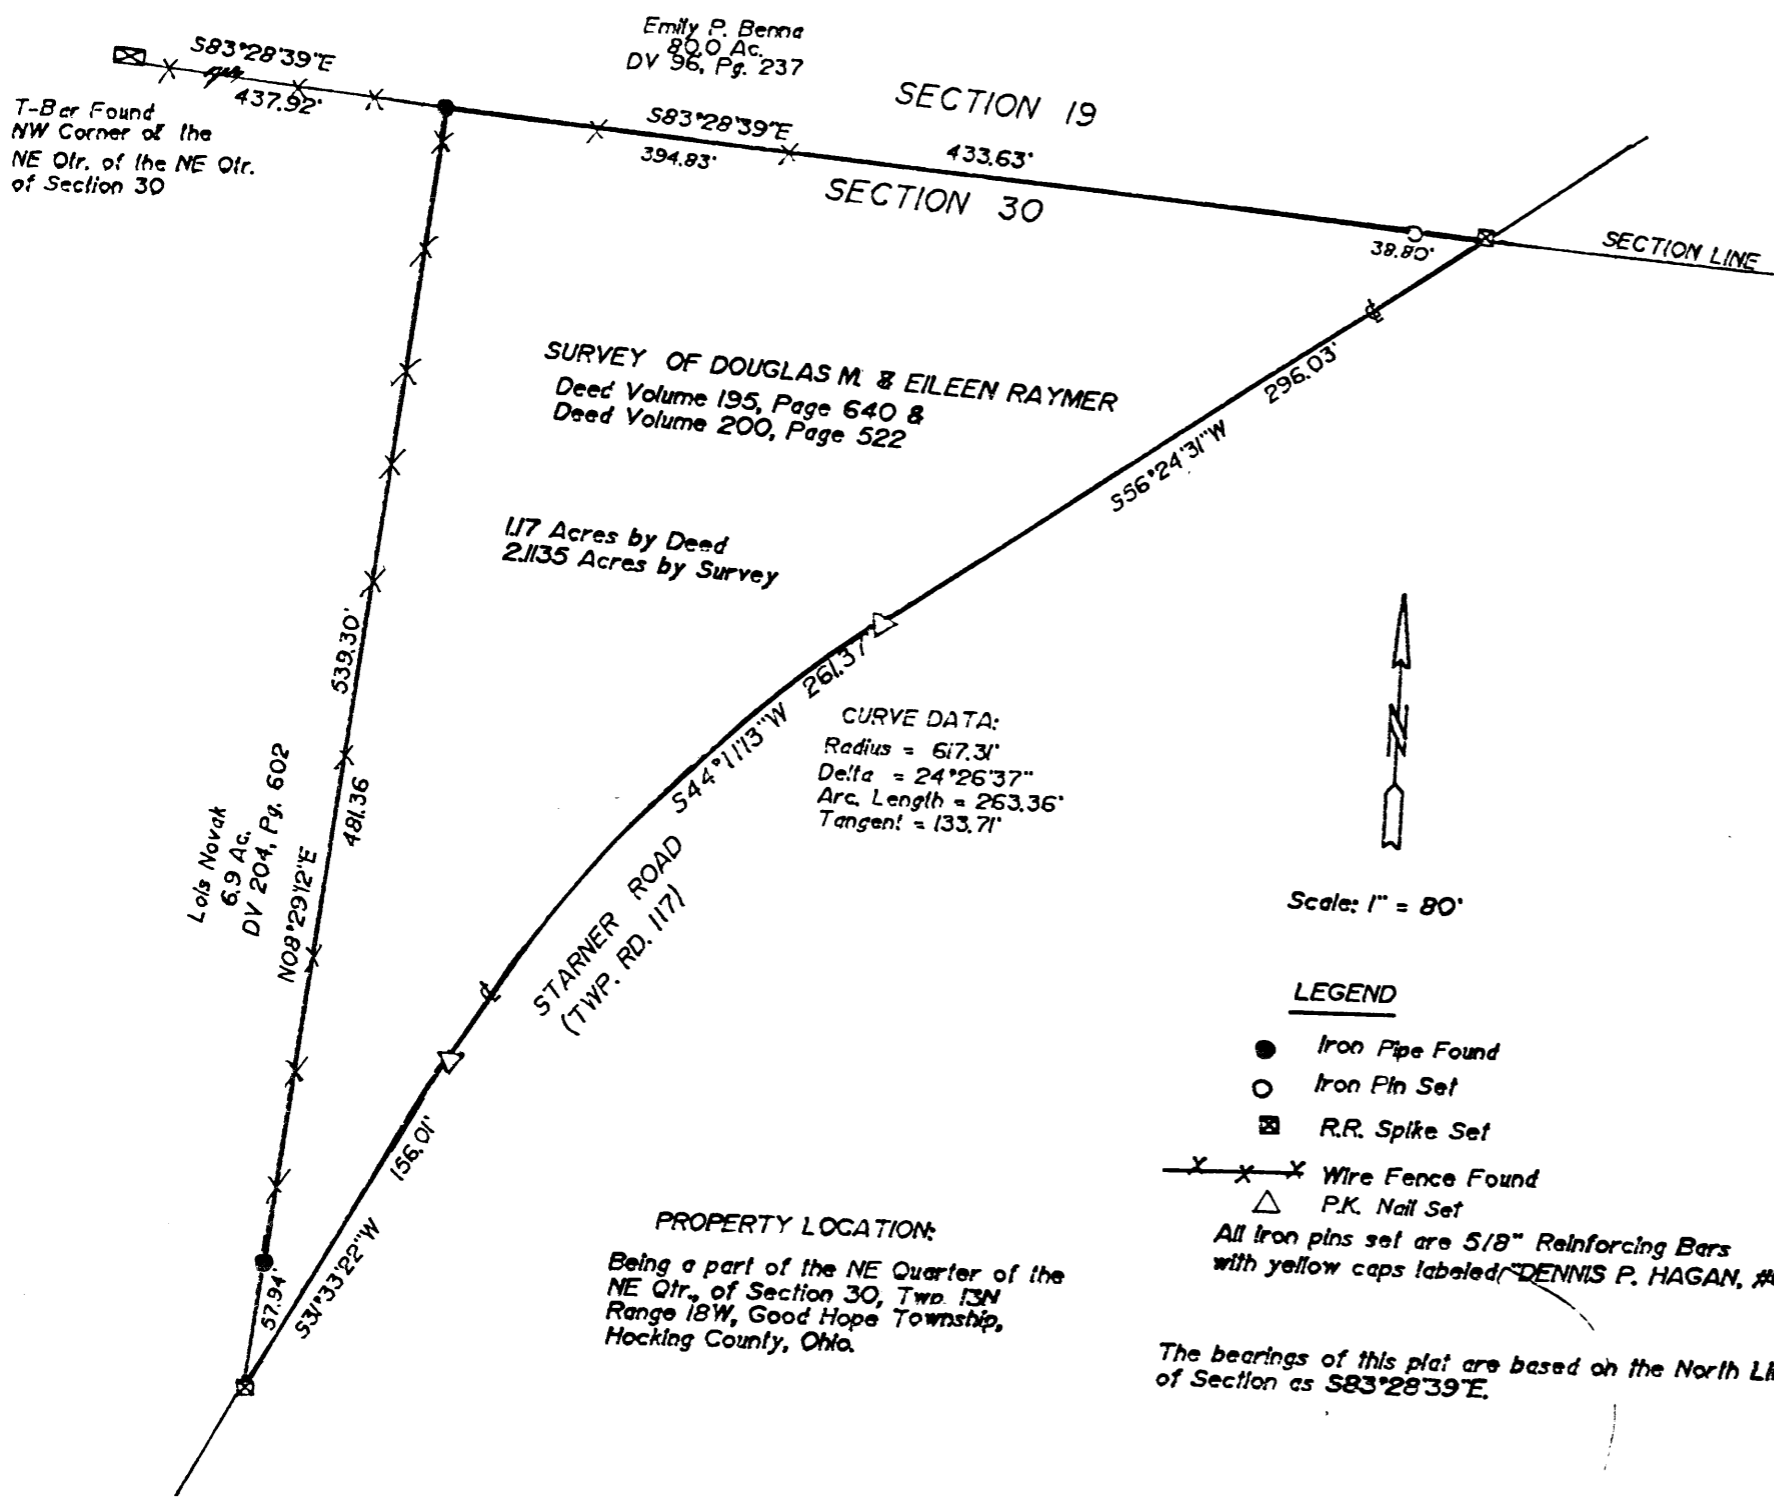 Emily P. Benna
80.0 Ac.
DV 96, Pg. 237
S83°28'39"E
437.92'
T-Bar Found
NW Corner of the
NE Qtr. of the NE Qtr.
of Section 30
SECTION 19
S83°28'39"E
394.83'
433.63'
SECTION 30
38.80'
SECTION LINE
SURVEY OF DOUGLAS M. & EILEEN RAYMER
Deed Volume 195, Page 640 &
Deed Volume 200, Page 522
296.03'
S56°24'31"W
1.17 Acres by Deed
2.1135 Acres by Survey
539.30'
481.36
261.37'
S44°11'13"W
CURVE DATA:
Radius = 617.31'
Delta = 24°26'37"
Arc. Length = 263.36'
Tangent = 133.71'
Lois Novak
6.9 Ac.
DV 204, Pg. 602
N08°29'12"E
STARNER ROAD
(TWP. RD. 117)
N
Scale: 1" = 80'
LEGEND
Iron Pipe Found
Iron Pin Set
R.R. Spike Set
Wire Fence Found
P.K. Nail Set
All iron pins set are 5/8" Reinforcing Bars
with yellow caps labeled "DENNIS P. HAGAN, #
156.01'
S31°33'22"W
57.94'
PROPERTY LOCATION:
Being a part of the NE Quarter of the
NE Qtr., of Section 30, Twp. 13N
Range 18W, Good Hope Township,
Hocking County, Ohio.
The bearings of this plat are based on the North Li
of Section as S83°28'39"E.